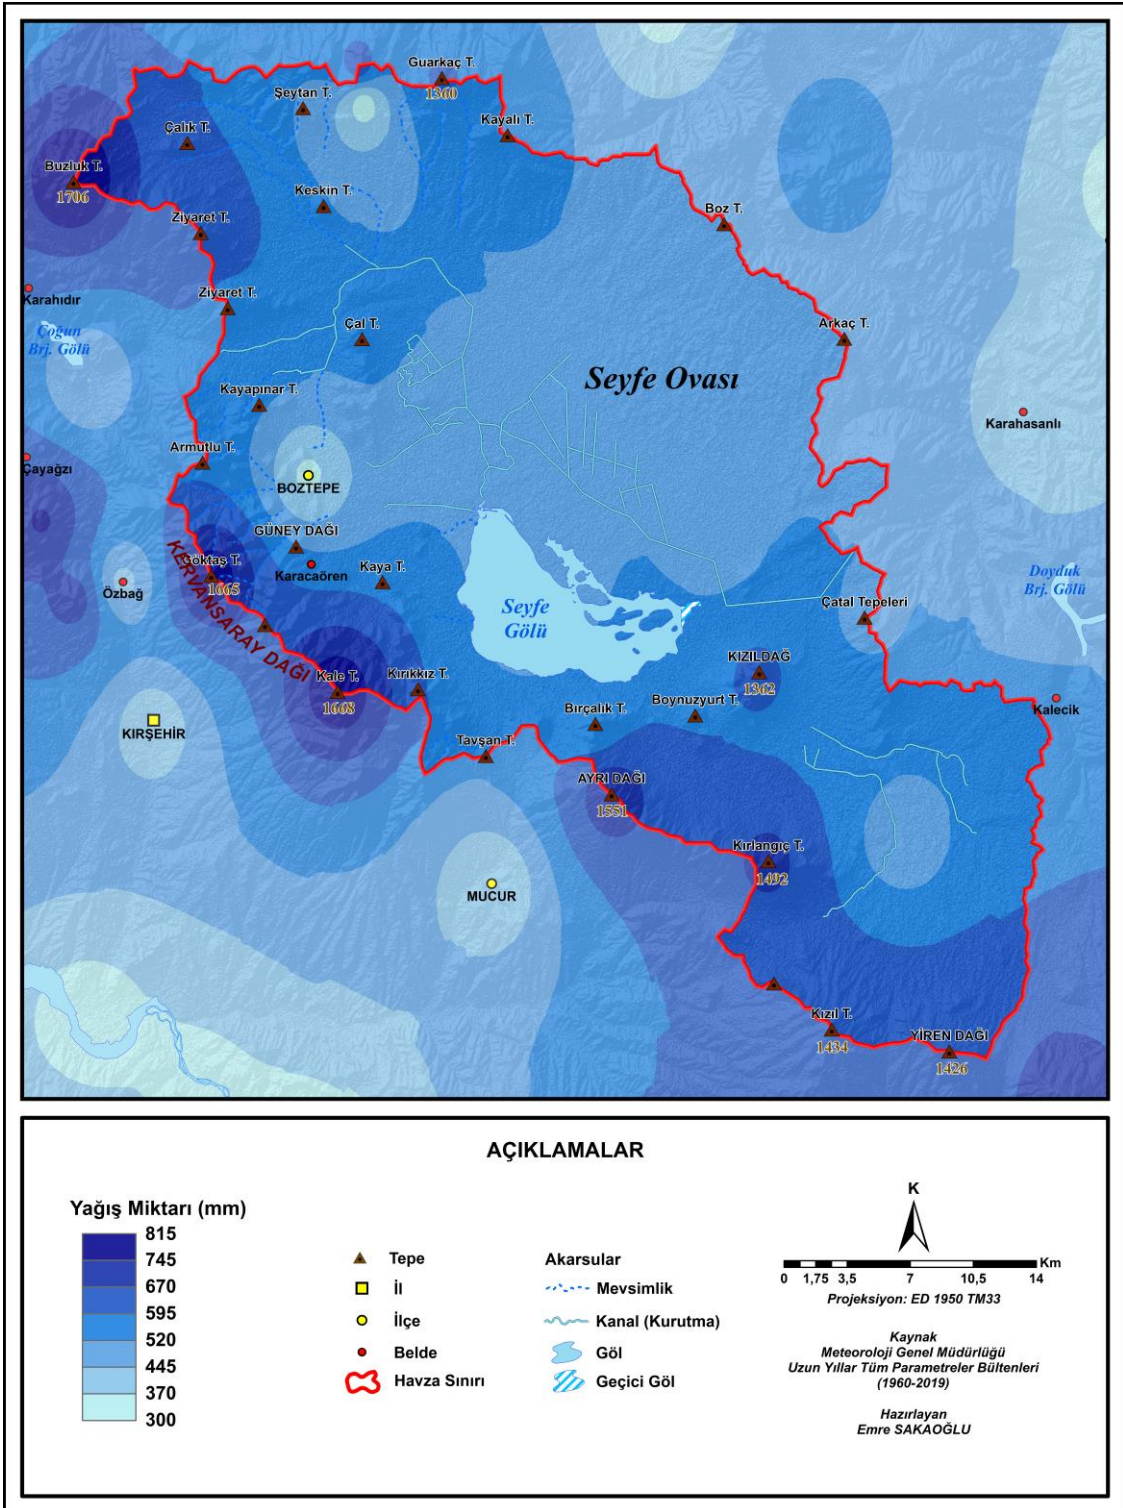 Guarkaç T.
1360
Şeytan T.
Kayalı T.
Çalık T.
Buzluk T.
1706
Keskin T.
Ziyaret T.
Boz T.
Karahıdır
Ziyaret T.
Çoğun
Brj. Gölü
Çal T.
Arkaç T.
Seyfe Ovası
Kayapınar T.
Karahasanlı
Armutlu T.
Çayağzı
BOZTEPE
GÜNEY DAĞI
Göktaş T.
1665
Karacaören
Kaya T.
Özbağ
Doyduk
Brj. Gölü
Seyfe
Gölü
Çatal Tepeleri
KERVANSARAY DAĞI
KIZILDAĞ
1362
Kale T.
1668
Kırıkkız T.
Boynuzyurt T.
Bırçalık T.
Kalecik
KIRŞEHİR
Tavşan T.
AYRI DAĞI
1551
Kırlangıç T.
1492
MUCUR
Kızıl T.
1434
YİREN DAĞI
1426
AÇIKLAMALAR
Yağış Miktarı (mm)
815
745
670
595
520
445
370
300
Tepe
İl
İlçe
Belde
Havza Sınırı
Akarsular
Mevsimlik
Kanal (Kurutma)
Göl
Geçici Göl
K
Km
0 1,75 3,5 7 10,5 14
Projeksiyon: ED 1950 TM33
Kaynak
Meteoroloji Genel Müdürlüğü
Uzun Yıllar Tüm Parametreler Bültenleri
(1960-2019)
Hazırlayan
Emre SAKAOĞLU